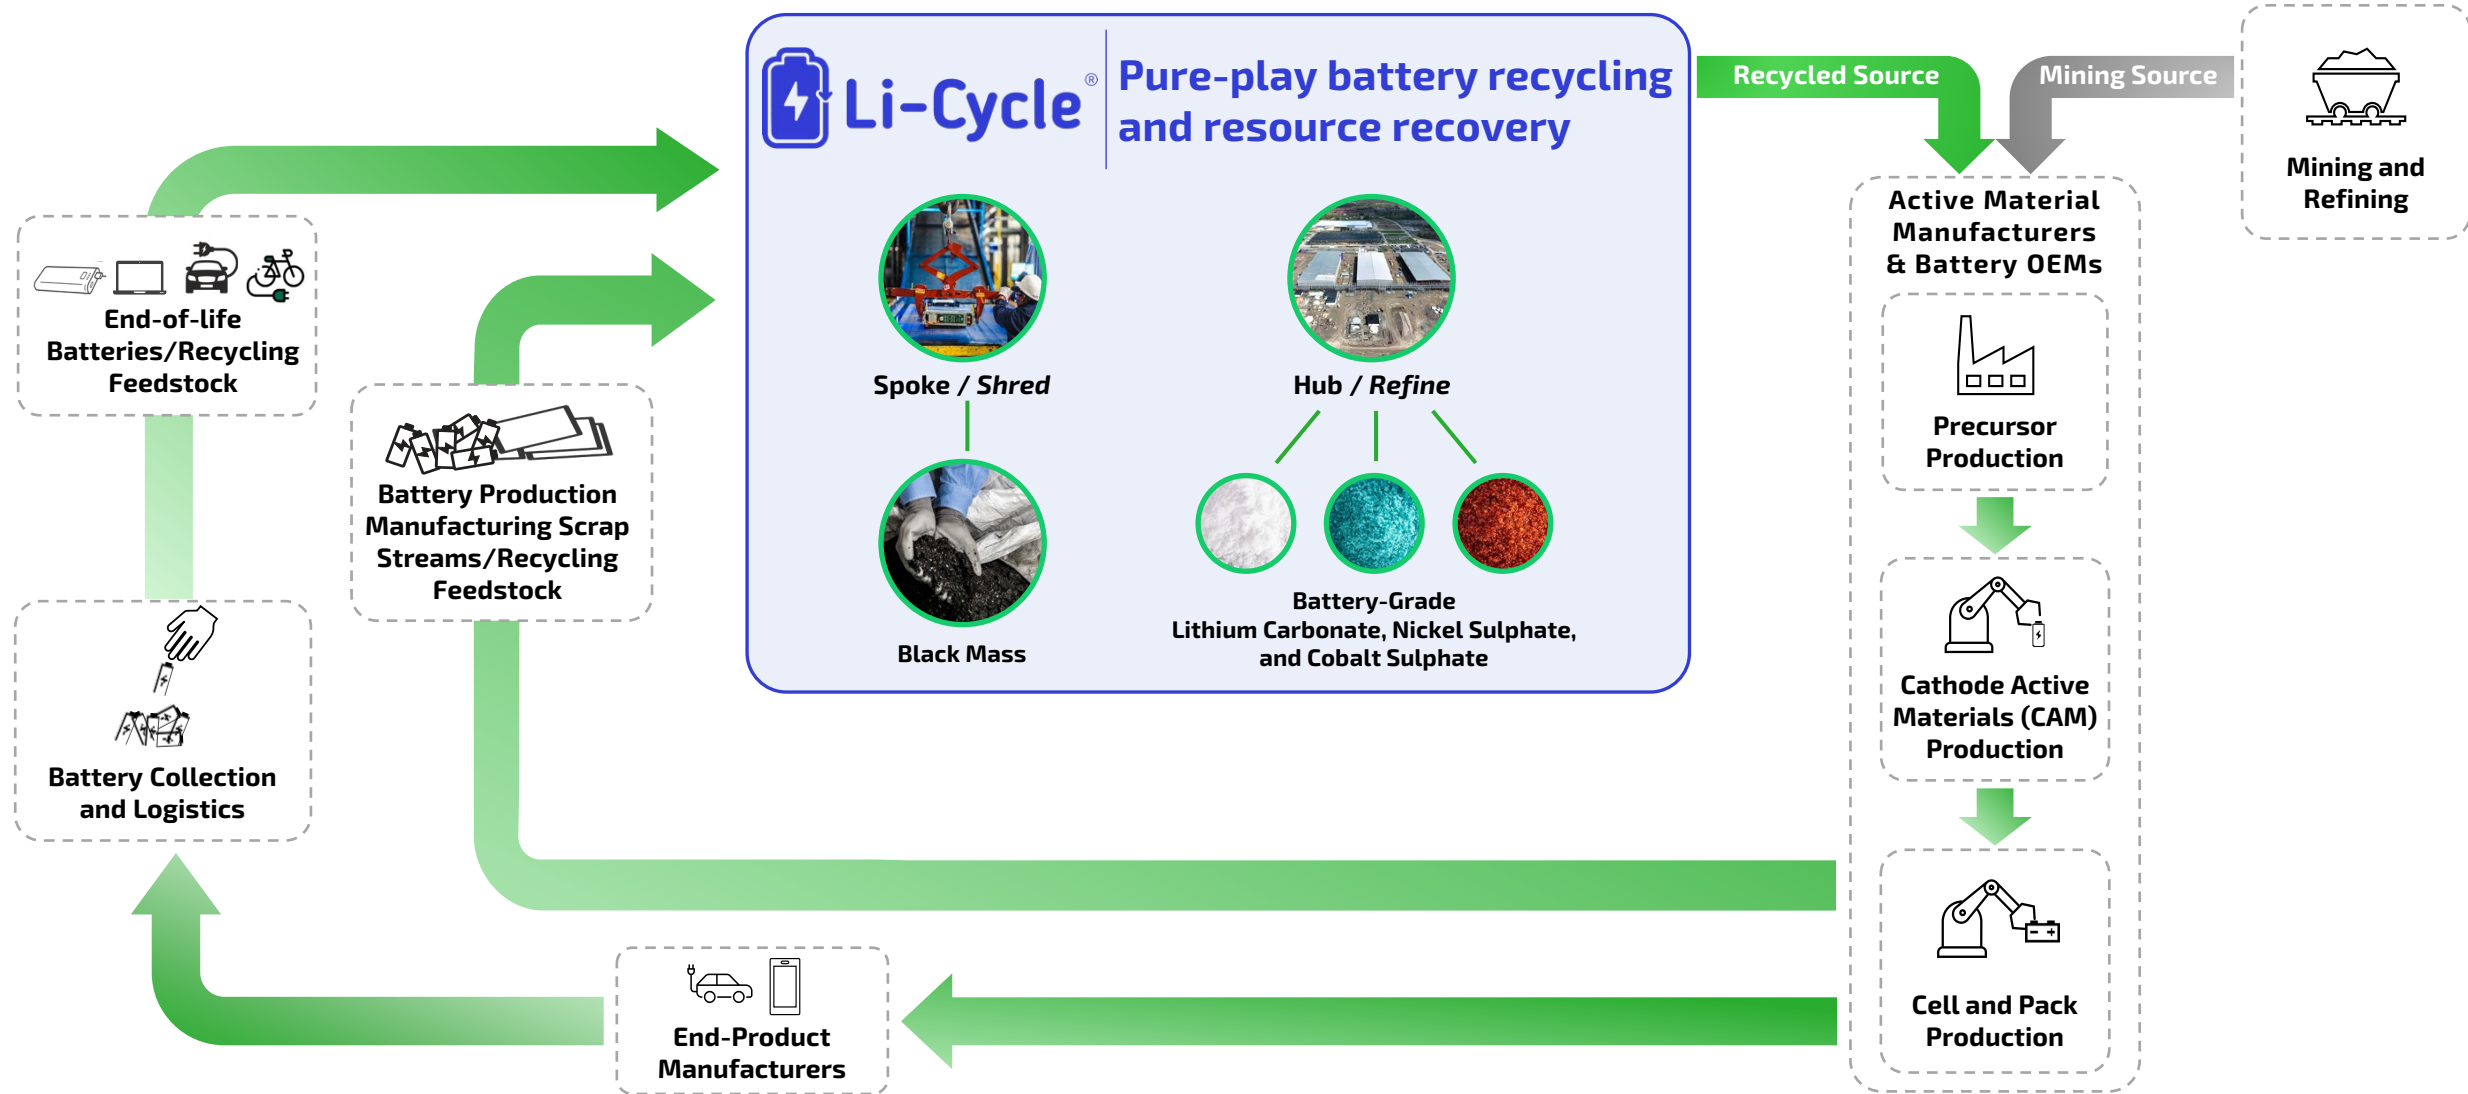 Li-Cycle®
Pure-play battery recycling
and resource recovery
Recycled Source
Mining Source
Mining and
Refining
End-of-life
Batteries/Recycling
Feedstock
Battery Production
Manufacturing Scrap
Streams/Recycling
Feedstock
Battery Collection
and Logistics
Spoke / Shred
Black Mass
Hub / Refine
Battery-Grade
Lithium Carbonate, Nickel Sulphate,
and Cobalt Sulphate
Active Material
Manufacturers
& Battery OEMs
Precursor
Production
Cathode Active
Materials (CAM)
Production
Cell and Pack
Production
End-Product
Manufacturers